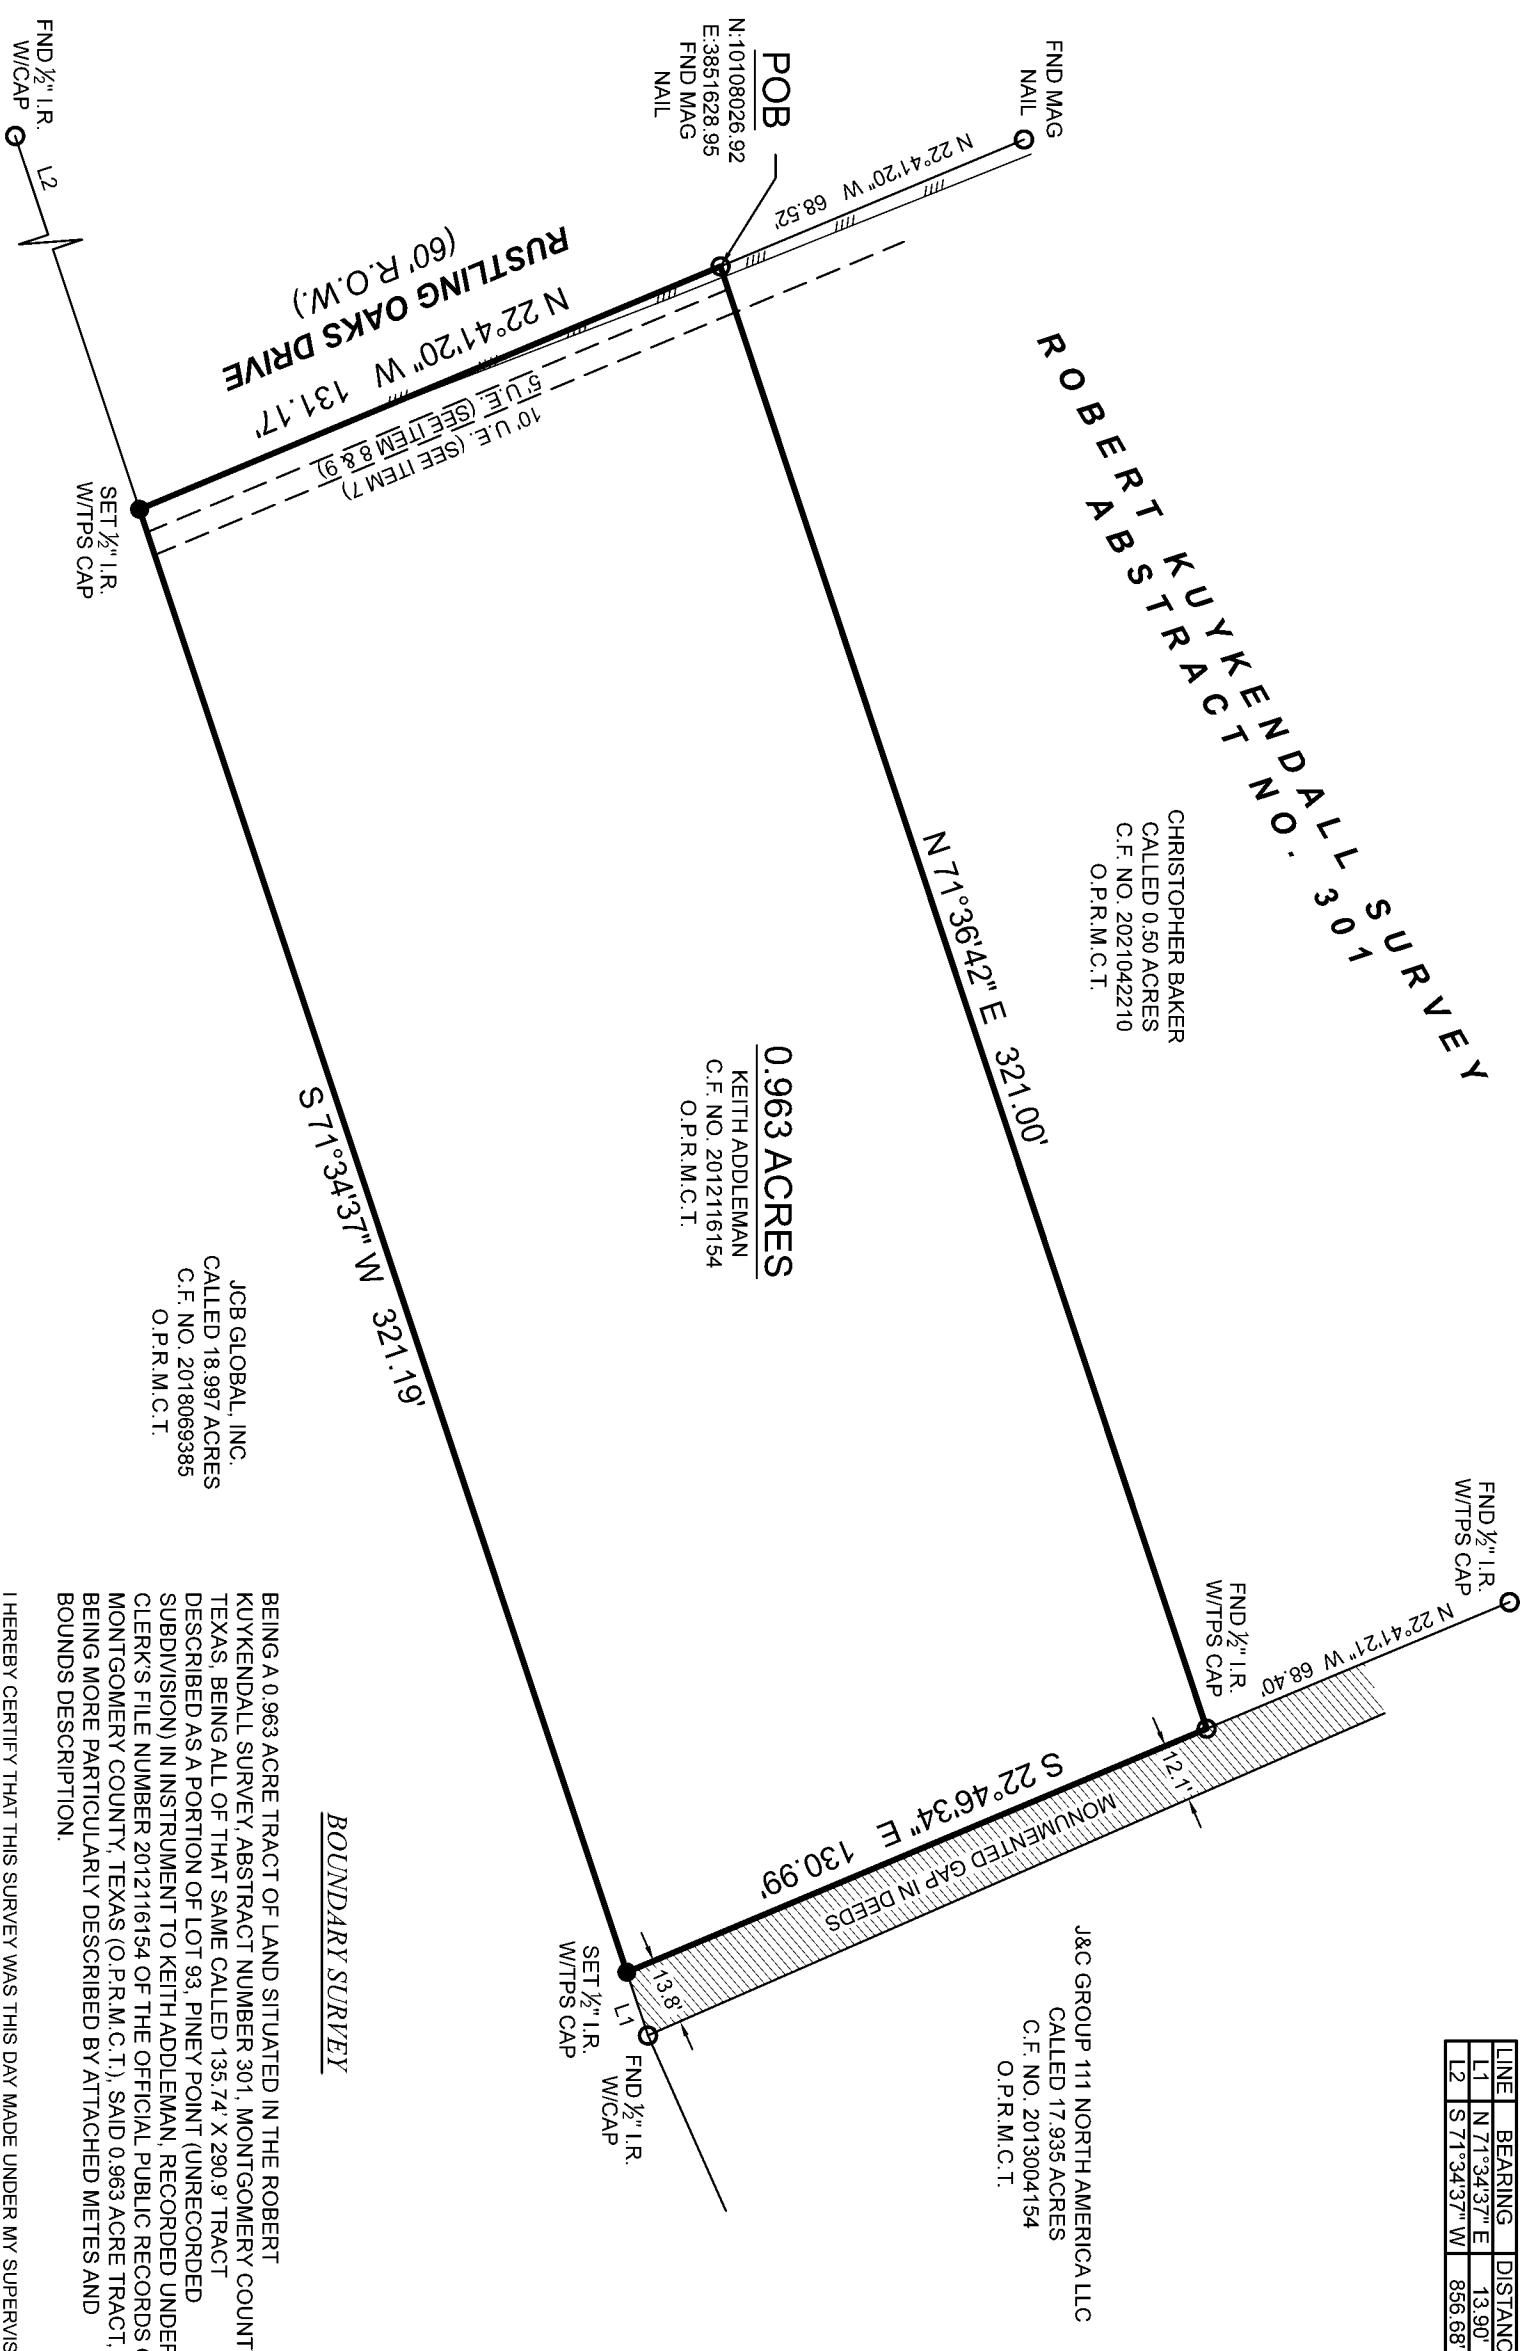 FND MAG
NAIL
N 22°41'20" W 68.52'
POB
N:10108026.92
E:3851628.95
FND MAG
NAIL
FND ½" I.R.
W/CAP
L2
RUSTLING OAKS DRIVE
(60' R.O.W.)
N 22°41'20" W 131.17'
5' U.E. (SEE ITEM 8 & 9)
10' U.E. (SEE ITEM 7)
SET ½" I.R.
W/TPS CAP
ROBERT KUYKENDALL SURVEY
ABSTRACT NO. 301
CHRISTOPHER BAKER
CALLED 0.50 ACRES
C.F. NO. 2021042210
O.P.R.M.C.T.
N 71°36'42" E 321.00'
0.963 ACRES
KEITH ADDLEMAN
C.F. NO. 2012116154
O.P.R.M.C.T.
S 71°34'37" W 321.19'
JCB GLOBAL, INC.
CALLED 18.997 ACRES
C.F. NO. 2018069385
O.P.R.M.C.T.
FND ½" I.R.
W/TPS CAP
N 22°41'21" W 68.40'
FND ½" I.R.
W/TPS CAP
12.1'
S 22°46'34" E 130.99'
MONUMENTED GAP IN DEEDS
13.8'
L1
SET ½" I.R.
W/TPS CAP
FND ½" I.R.
W/CAP
J&C GROUP 111 NORTH AMERICA LLC
CALLED 17.935 ACRES
C.F. NO. 2013004154
O.P.R.M.C.T.
LINE BEARING DISTANC
L1 N 71°34'37" E 13.90'
L2 S 71°34'37" W 856.68'
BOUNDARY SURVEY
BEING A 0.963 ACRE TRACT OF LAND SITUATED IN THE ROBERT
KUYKENDALL SURVEY, ABSTRACT NUMBER 301, MONTGOMERY COUNT
TEXAS, BEING ALL OF THAT SAME CALLED 135.74' X 290.9' TRACT
DESCRIBED AS A PORTION OF LOT 93, PINEY POINT (UNRECORDED
SUBDIVISION) IN INSTRUMENT TO KEITH ADDLEMAN, RECORDED UNDER
CLERK'S FILE NUMBER 2012116154 OF THE OFFICIAL PUBLIC RECORDS
MONTGOMERY COUNTY, TEXAS (O.P.R.M.C.T.), SAID 0.963 ACRE TRACT,
BEING MORE PARTICULARLY DESCRIBED BY ATTACHED METES AND
BOUNDS DESCRIPTION.
I HEREBY CERTIFY THAT THIS SURVEY WAS THIS DAY MADE UNDER MY SUPERVIS